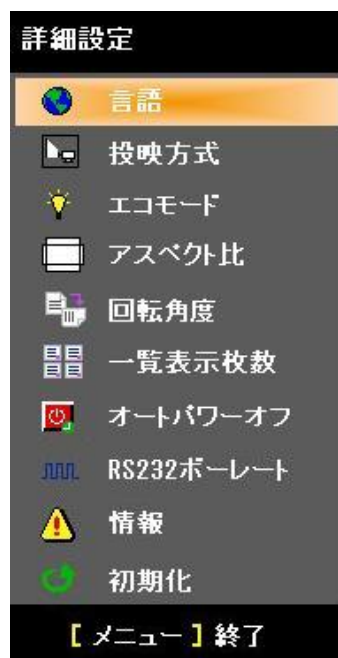 詳細設定
言語
投映方式
エコモード
アスペクト比
回転角度
一覧表示枚数
オートパワーオフ
RS232ボーレート
情報
初期化
[メニュー] 終了